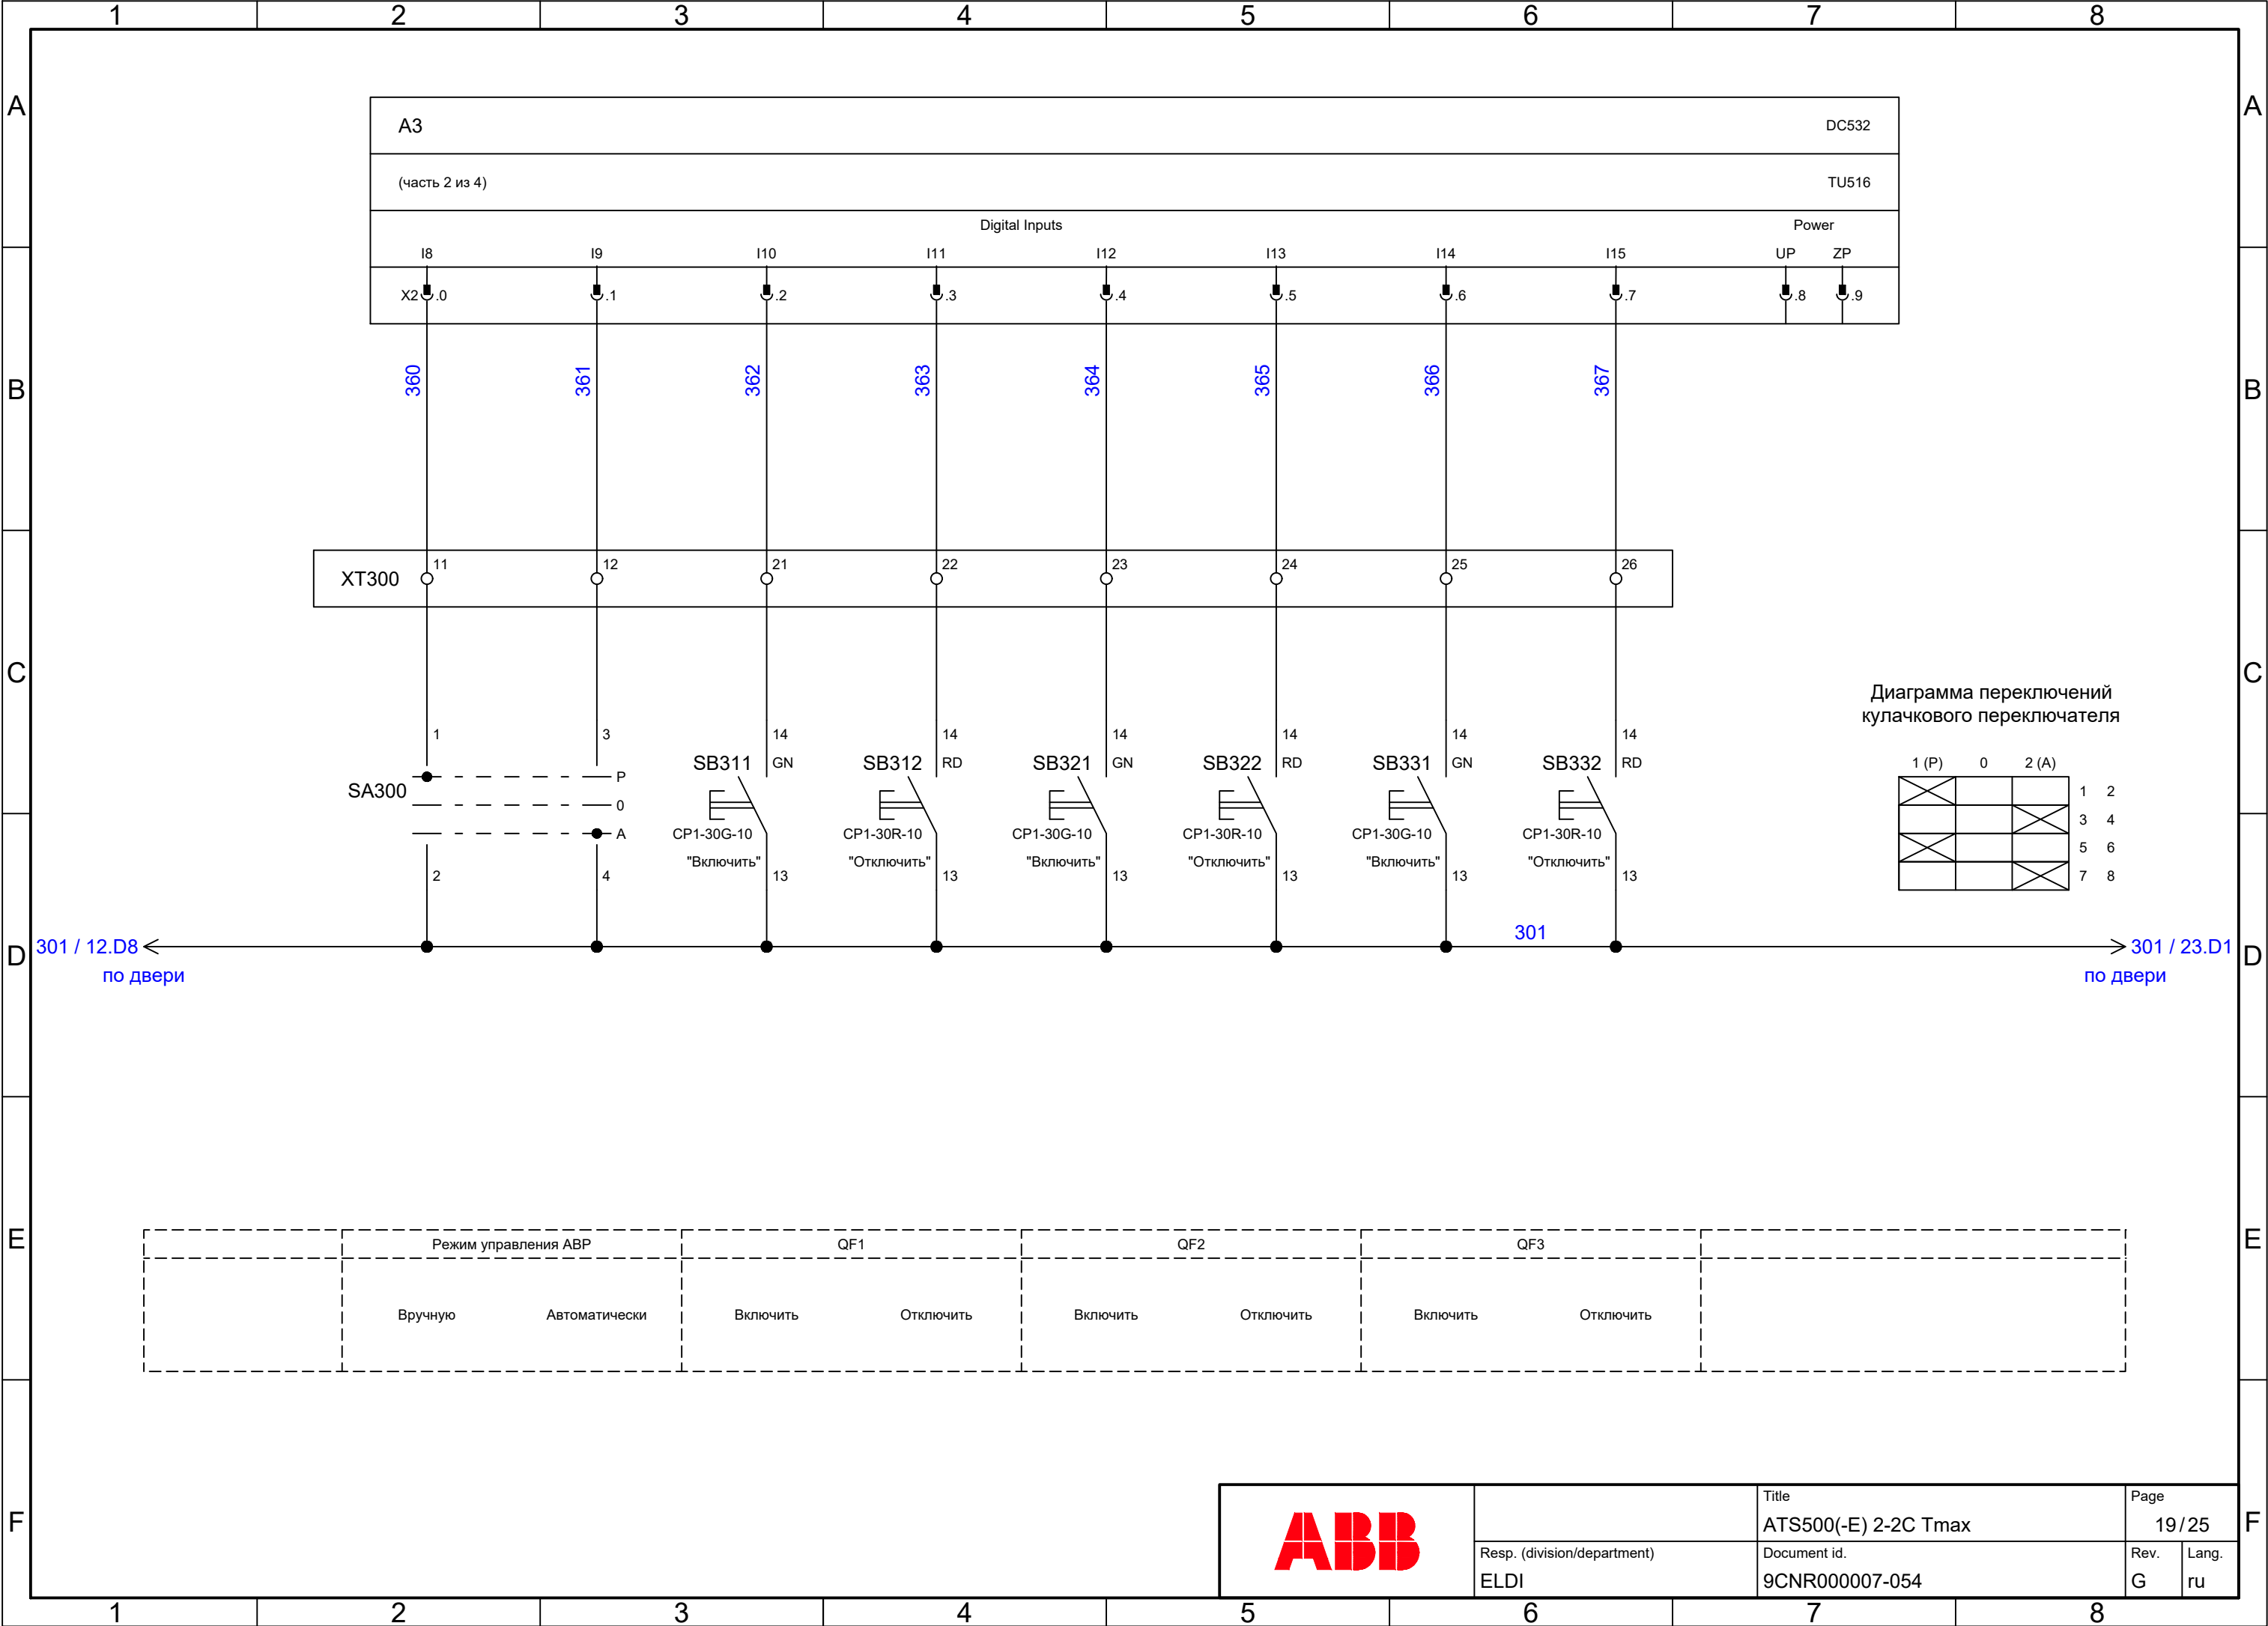 1 2 3 4 5 6 7 8
A A
A3 DC532
(часть 2 из 4) TU516
Digital Inputs Power
I8 I9 I10 I11 I12 I13 I14 I15 UP ZP
X2 .0 .1 .2 .3 .4 .5 .6 .7 .8 .9
360 361 362 363 364 365 366 367
B B
XT300 11 12 21 22 23 24 25 26
C C
Диаграмма переключений
кулачкового переключателя
1 3 14 14 14 14 14 14
SB311 GN SB312 RD SB321 GN SB322 RD SB331 GN SB332 RD
1 (Р) 0 2 (А)
SA300 P
0
A
1 2
3 4
5 6
7 8
CP1-30G-10 CP1-30R-10 CP1-30G-10 CP1-30R-10 CP1-30G-10 CP1-30R-10
"Включить" "Отключить" "Включить" "Отключить" "Включить" "Отключить"
2 4 13 13 13 13 13 13
301
D 301 / 12.D8 301 / 23.D1 D
по двери по двери
E E
Режим управления АВР QF1 QF2 QF3
Вручную Автоматически Включить Отключить Включить Отключить Включить Отключить
F F
ABB
Title
ATS500(-E) 2-2C Tmax
Page
19/25
Resp. (division/department)
ELDI
Document id.
9CNR000007-054
Rev.
G
Lang.
ru
1 2 3 4 5 6 7 8